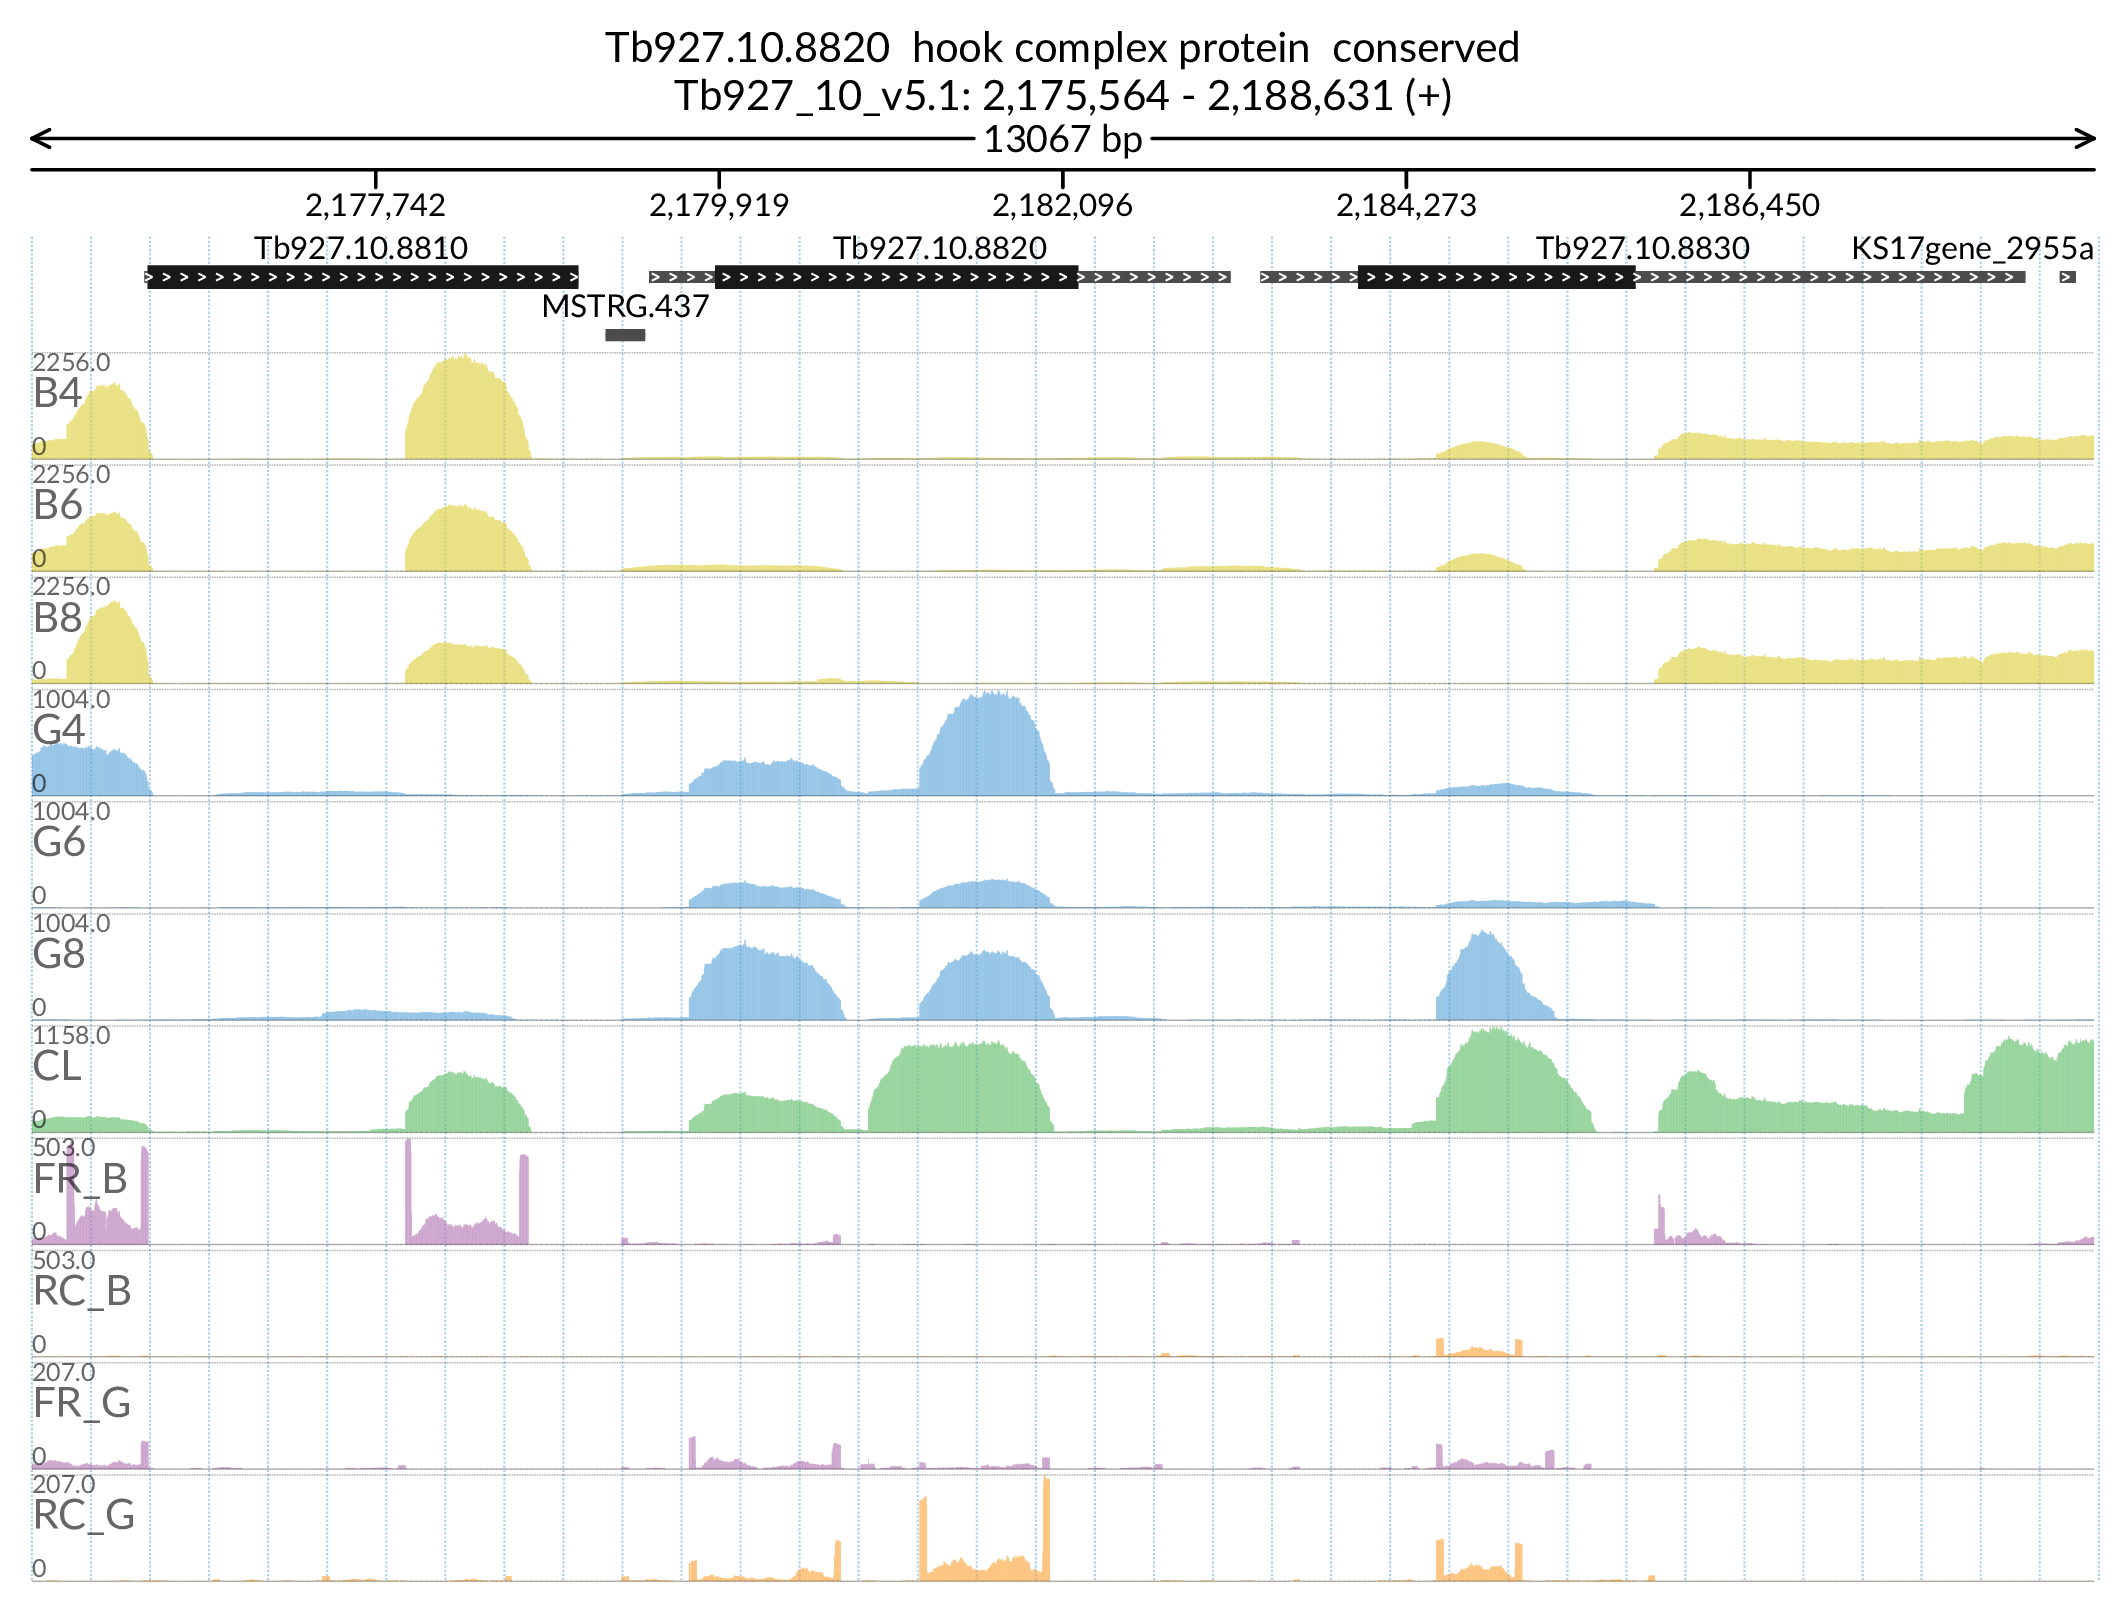 Tb927.10.8820  hook complex protein  conserved
Tb927_10_v5.1: 2,175,564 - 2,188,631 (+)
13067 bp
2,177,742 2,179,919 2,182,096 2,184,273 2,186,450
Tb927.10.8810 Tb927.10.8820 Tb927.10.8830 KS17gene_2955a
MSTRG.437
2256.0
B4
0
2256.0
B6
0
2256.0
B8
0
1004.0
G4
0
1004.0
G6
0
1004.0
G8
0
1158.0
CL
0
503.0
FR_B
0
503.0
RC_B
0
207.0
FR_G
0
207.0
RC_G
0